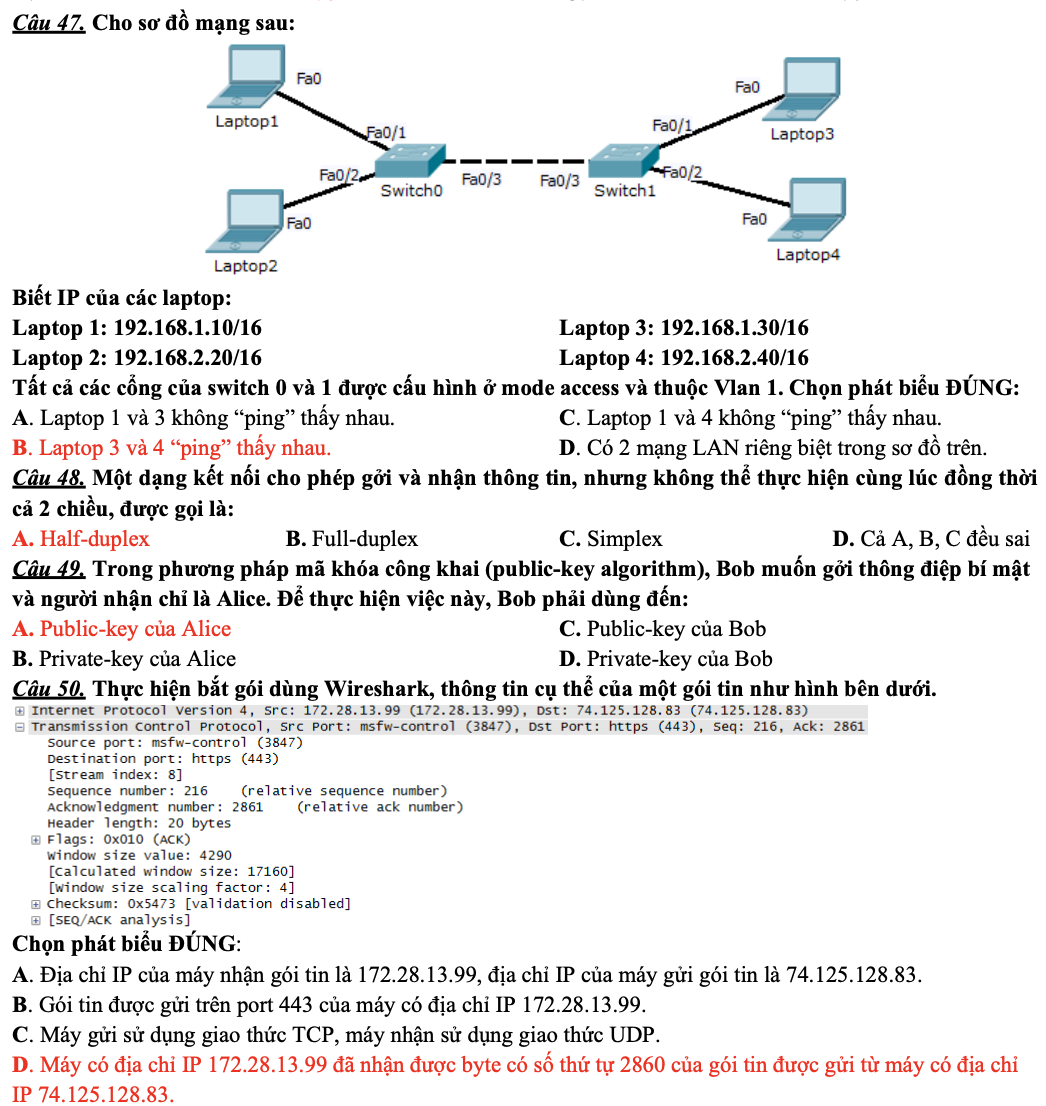 Câu 47. Cho sơ đồ mạng sau:
Fa0
Laptop1
Fa0/1
Fa0/2
Switch0
Fa0/3
Fa0
Laptop2
Fa0/3
Switch1
Fa0/1
Fa0
Laptop3
Fa0/2
Fa0
Laptop4
Biết IP của các laptop:
Laptop 1: 192.168.1.10/16 Laptop 3: 192.168.1.30/16
Laptop 2: 192.168.2.20/16 Laptop 4: 192.168.2.40/16
Tất cả các cổng của switch 0 và 1 được cấu hình ở mode access và thuộc Vlan 1. Chọn phát biểu ĐÚNG:
A. Laptop 1 và 3 không “ping” thấy nhau. C. Laptop 1 và 4 không “ping” thấy nhau.
B. Laptop 3 và 4 “ping” thấy nhau. D. Có 2 mạng LAN riêng biệt trong sơ đồ trên.
Câu 48. Một dạng kết nối cho phép gởi và nhận thông tin, nhưng không thể thực hiện cùng lúc đồng thời
cả 2 chiều, được gọi là:
A. Half-duplex B. Full-duplex C. Simplex D. Cả A, B, C đều sai
Câu 49. Trong phương pháp mã khóa công khai (public-key algorithm), Bob muốn gởi thông điệp bí mật
và người nhận chỉ là Alice. Để thực hiện việc này, Bob phải dùng đến:
A. Public-key của Alice C. Public-key của Bob
B. Private-key của Alice D. Private-key của Bob
Câu 50. Thực hiện bắt gói dùng Wireshark, thông tin cụ thể của một gói tin như hình bên dưới.
Internet Protocol Version 4, Src: 172.28.13.99 (172.28.13.99), Dst: 74.125.128.83 (74.125.128.83)
Transmission Control Protocol, Src Port: msfw-control (3847), Dst Port: https (443), Seq: 216, Ack: 2861
Source port: msfw-control (3847)
Destination port: https (443)
[Stream index: 8]
Sequence number: 216 (relative sequence number)
Acknowledgment number: 2861 (relative ack number)
Header length: 20 bytes
Flags: 0x010 (ACK)
Window size value: 4290
[Calculated window size: 17160]
[Window size scaling factor: 4]
Checksum: 0x5473 [validation disabled]
[SEQ/ACK analysis]
Chọn phát biểu ĐÚNG:
A. Địa chỉ IP của máy nhận gói tin là 172.28.13.99, địa chỉ IP của máy gửi gói tin là 74.125.128.83.
B. Gói tin được gửi trên port 443 của máy có địa chỉ IP 172.28.13.99.
C. Máy gửi sử dụng giao thức TCP, máy nhận sử dụng giao thức UDP.
D. Máy có địa chỉ IP 172.28.13.99 đã nhận được byte có số thứ tự 2860 của gói tin được gửi từ máy có địa chỉ
IP 74.125.128.83.